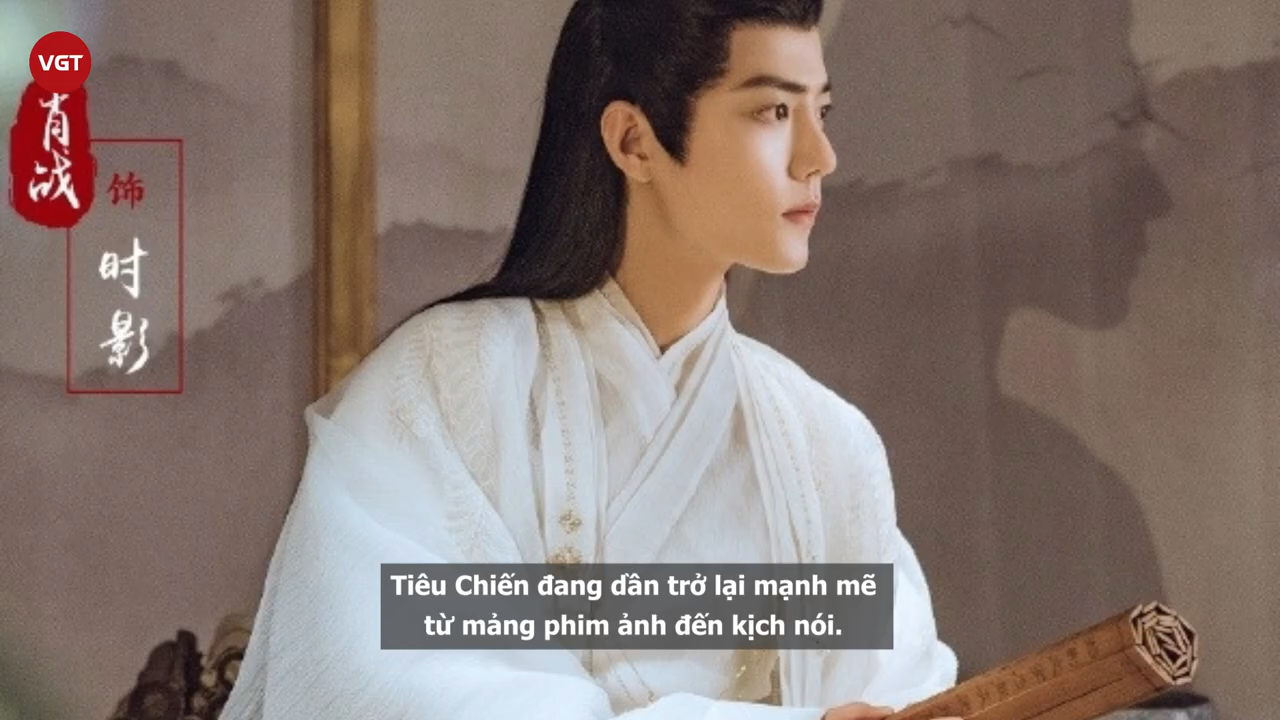 VGT
肖战
饰
时影
Tiêu Chiến đang dần trở lại mạnh mẽ
từ mảng phim ảnh đến kịch nói.